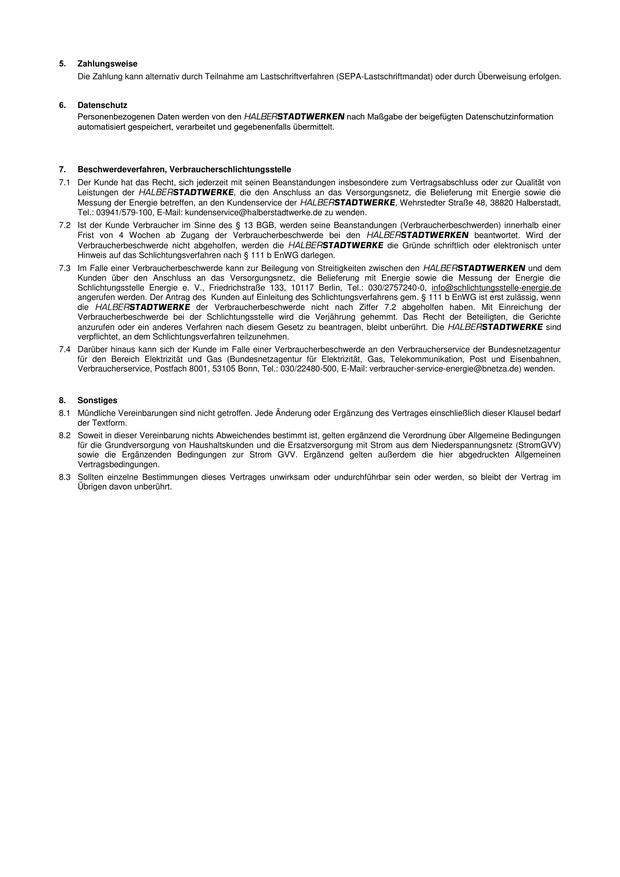 5. Zahlungsweise
Die Zahlung kann alternativ durch Teilnahme am Lastschriftverfahren (SEPA-Lastschriftmandat) oder durch Überweisung erfolgen.
6. Datenschutz
Personenbezogenen Daten werden von den HALBERSTADTWERKEN nach Maßgabe der beigefügten Datenschutzinformation
automatisiert gespeichert, verarbeitet und gegebenenfalls übermittelt.
7. Beschwerdeverfahren, Verbraucherschlichtungsstelle
7.1 Der Kunde hat das Recht, sich jederzeit mit seinen Beanstandungen insbesondere zum Vertragsabschluss oder zur Qualität von
Leistungen der HALBERSTADTWERKE, die den Anschluss an das Versorgungsnetz, die Belieferung mit Energie sowie die
Messung der Energie betreffen, an den Kundenservice der HALBERSTADTWERKE, Wehrstedter Straße 48, 38820 Halberstadt,
Tel.: 03941/579-100, E-Mail: kundenservice@halberstadtwerke.de zu wenden.
7.2 Ist der Kunde Verbraucher im Sinne des § 13 BGB, werden seine Beanstandungen (Verbraucherbeschwerden) innerhalb einer
Frist von 4 Wochen ab Zugang der Verbraucherbeschwerde bei den HALBERSTADTWERKEN beantwortet. Wird der
Verbraucherbeschwerde nicht abgeholfen, werden die HALBERSTADTWERKE die Gründe schriftlich oder elektronisch unter
Hinweis auf das Schlichtungsverfahren nach § 111 b EnWG darlegen.
7.3 Im Falle einer Verbraucherbeschwerde kann zur Beilegung von Streitigkeiten zwischen den HALBERSTADTWERKEN und dem
Kunden über den Anschluss an das Versorgungsnetz, die Belieferung mit Energie sowie die Messung der Energie die
Schlichtungsstelle Energie e. V., Friedrichstraße 133, 10117 Berlin, Tel.: 030/2757240-0, info@schlichtungsstelle-energie.de
angerufen werden. Der Antrag des Kunden auf Einleitung des Schlichtungsverfahrens gem. § 111 b EnWG ist erst zulässig, wenn
die HALBERSTADTWERKE der Verbraucherbeschwerde nicht nach Ziffer 7.2 abgeholfen haben. Mit Einreichung der
Verbraucherbeschwerde bei der Schlichtungsstelle wird die Verjährung gehemmt. Das Recht der Beteiligten, die Gerichte
anzurufen oder ein anderes Verfahren nach diesem Gesetz zu beantragen, bleibt unberührt. Die HALBERSTADTWERKE sind
verpflichtet, an dem Schlichtungsverfahren teilzunehmen.
7.4 Darüber hinaus kann sich der Kunde im Falle einer Verbraucherbeschwerde an den Verbraucherservice der Bundesnetzagentur
für den Bereich Elektrizität und Gas (Bundesnetzagentur für Elektrizität, Gas, Telekommunikation, Post und Eisenbahnen,
Verbraucherservice, Postfach 8001, 53105 Bonn, Tel.: 030/22480-500, E-Mail: verbraucher-service-energie@bnetza.de) wenden.
8. Sonstiges
8.1 Mündliche Vereinbarungen sind nicht getroffen. Jede Änderung oder Ergänzung des Vertrages einschließlich dieser Klausel bedarf
der Textform.
8.2 Soweit in dieser Vereinbarung nichts Abweichendes bestimmt ist, gelten ergänzend die Verordnung über Allgemeine Bedingungen
für die Grundversorgung von Haushaltskunden und die Ersatzversorgung mit Strom aus dem Niederspannungsnetz (StromGVV)
sowie die Ergänzenden Bedingungen zur Strom GVV. Ergänzend gelten außerdem die hier abgedruckten Allgemeinen
Vertragsbedingungen.
8.3 Sollten einzelne Bestimmungen dieses Vertrages unwirksam oder undurchführbar sein oder werden, so bleibt der Vertrag im
Übrigen davon unberührt.